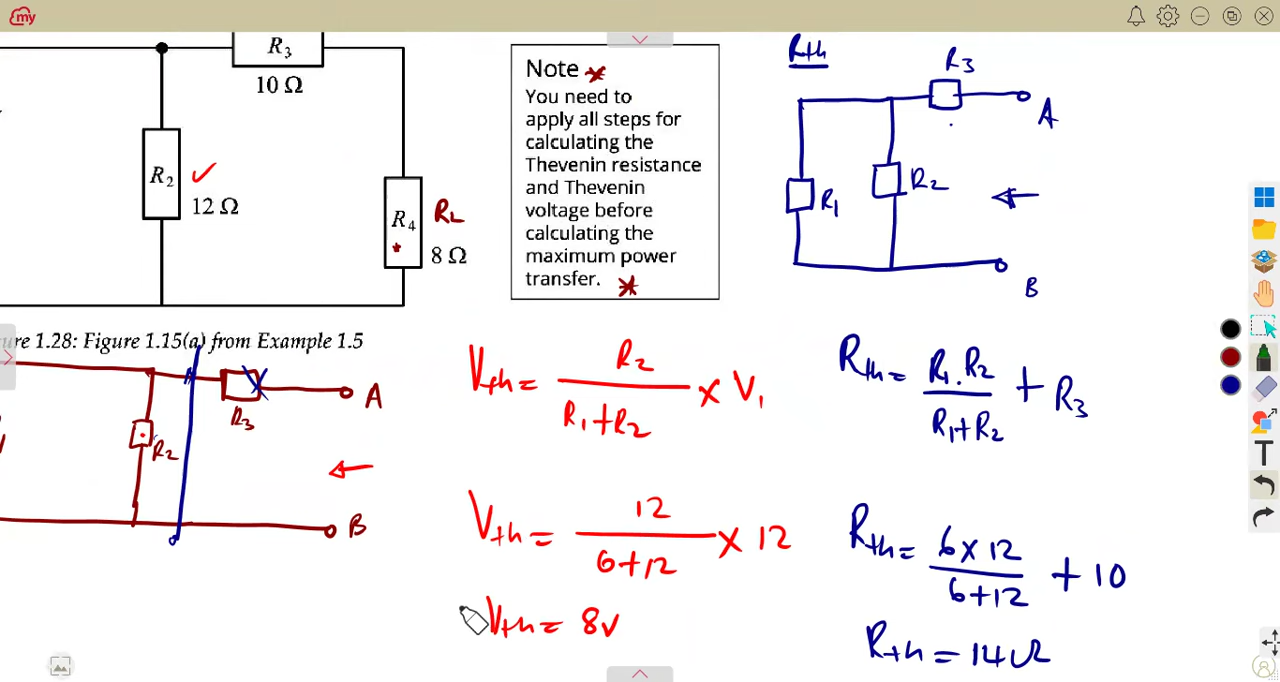 my
R3
10 Ω
R2
12 Ω
R4
RL
8 Ω
Note
You need to
apply all steps for
calculating the
Thevenin resistance
and Thevenin
voltage before
calculating the
maximum power
transfer.
Rth
R3
A
R1
R2
B
ure 1.28: Figure 1.15(a) from Example 1.5
R3
A
R2
B
Vth = R2 / (R1+R2) x V1
Vth = 12 / (6+12) x 12
Vth = 8v
Rth = R1 . R2 / (R1+R2) + R3
Rth = 6 x 12 / (6+12) + 10
Rth = 14Ω
T